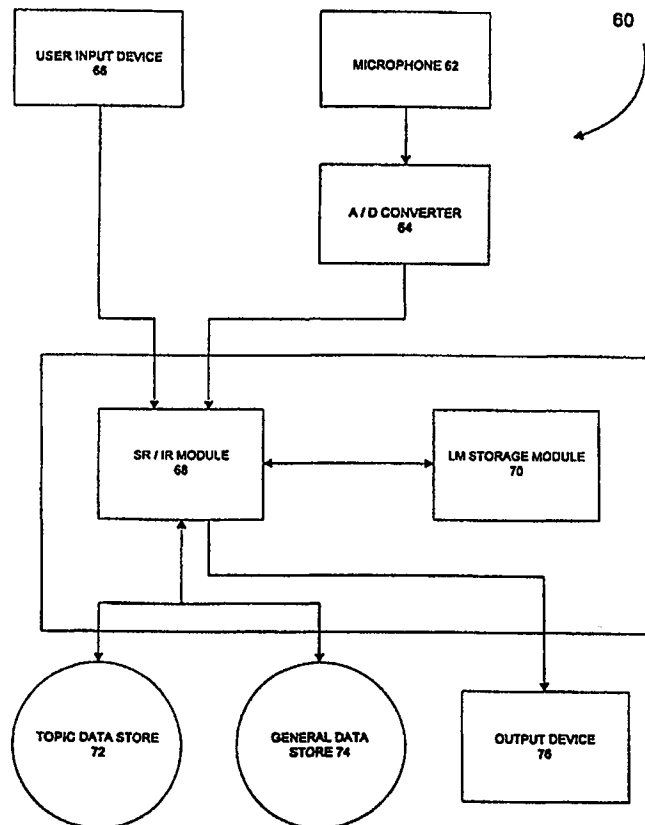 60
USER INPUT DEVICE
66
MICROPHONE 62
A / D CONVERTER
64
SR / IR MODULE
68
LM STORAGE MODULE
70
TOPIC DATA STORE
72
GENERAL DATA
STORE 74
OUTPUT DEVICE
76